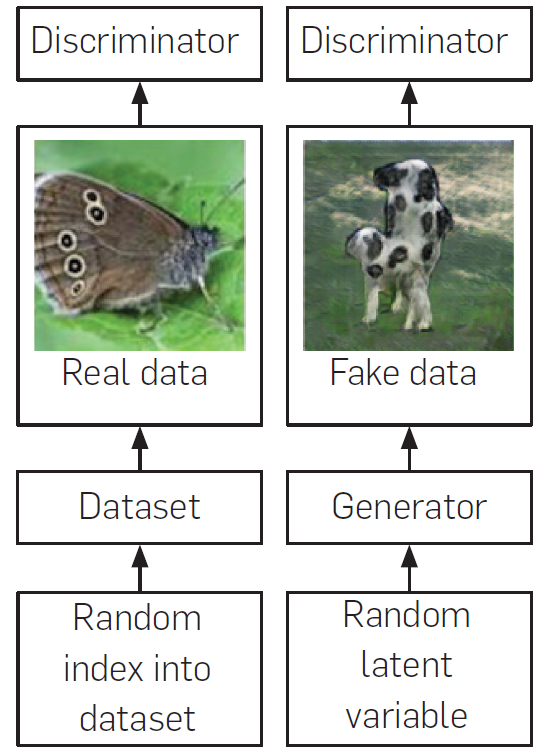 Discriminator
Real data
Dataset
Random
index into
dataset
Discriminator
Fake data
Generator
Random
latent
variable